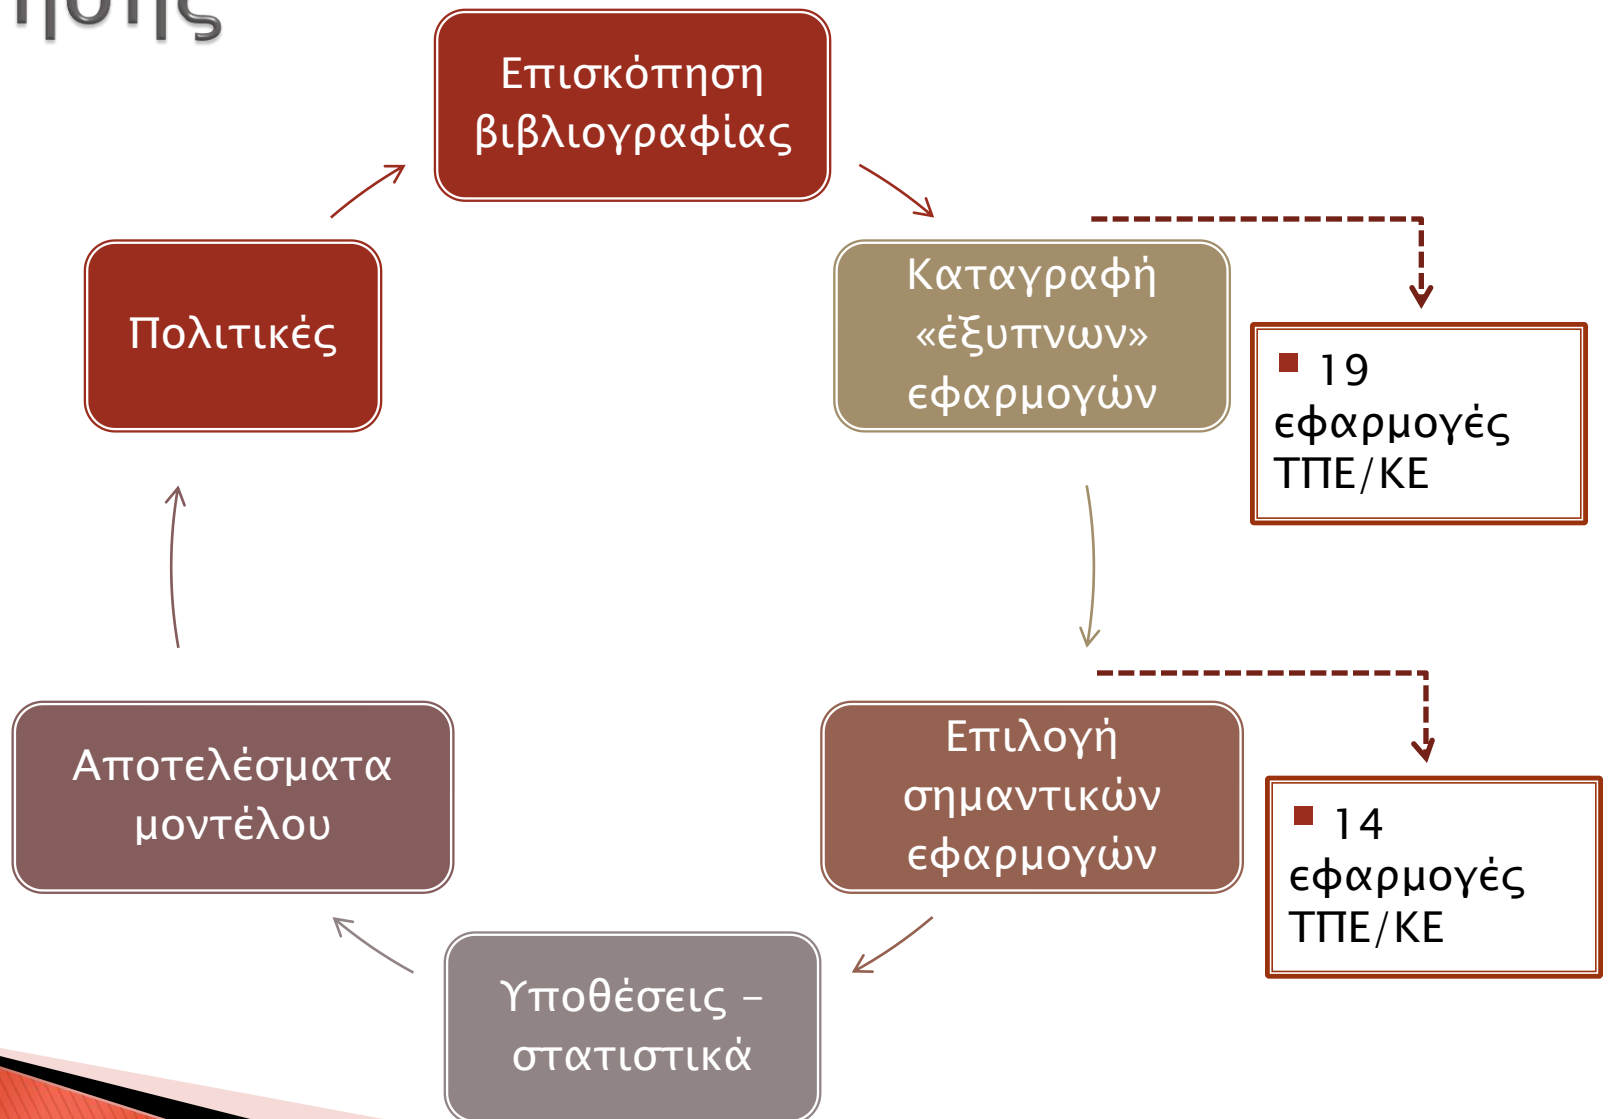 Επισκόπηση
βιβλιογραφίας
Καταγραφή
«έξυπνων»
εφαρμογών
▪ 19
εφαρμογές
ΤΠΕ/ΚΕ
Επιλογή
σημαντικών
εφαρμογών
▪ 14
εφαρμογές
ΤΠΕ/ΚΕ
Υποθέσεις –
στατιστικά
Αποτελέσματα
μοντέλου
Πολιτικές